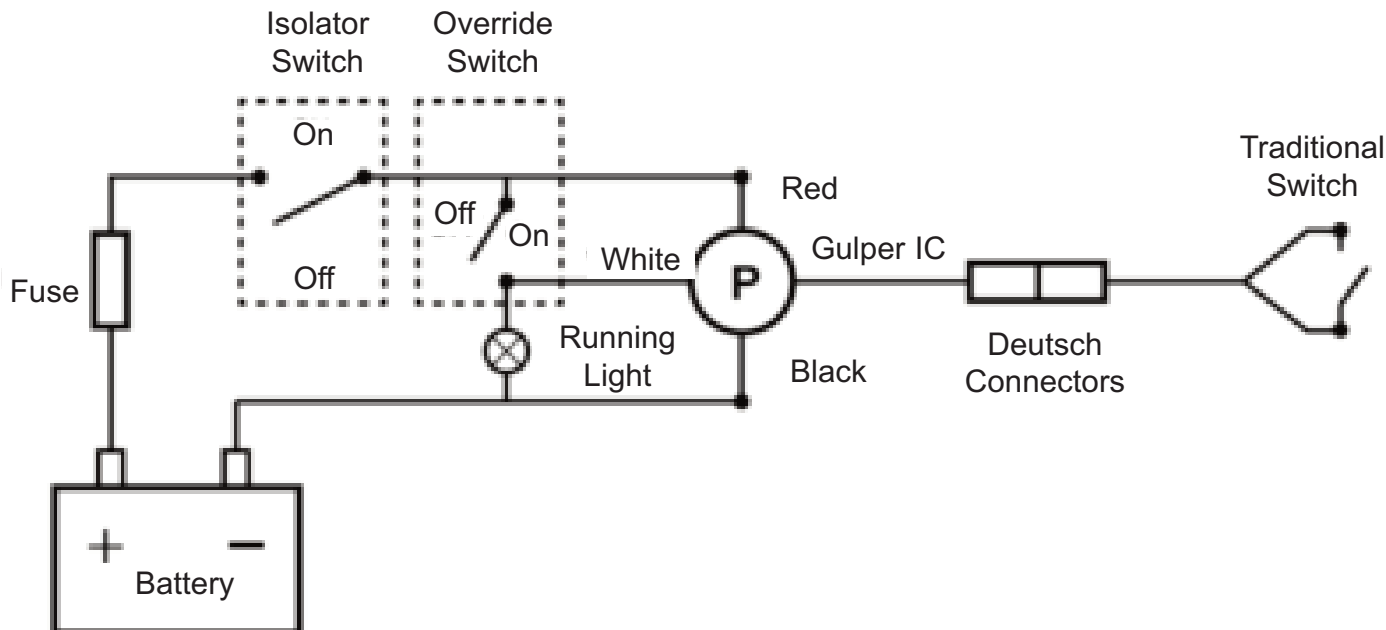 Isolator
Switch
Override
Switch
On
Off
Off
On
Fuse
White
Red
Gulper IC
P
Running
Light
Black
Deutsch
Connectors
Traditional
Switch
+ −
Battery